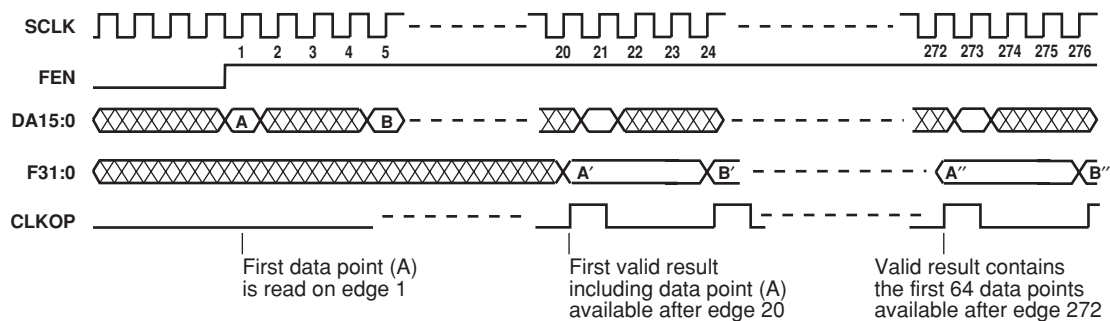 SCLK
1 2 3 4 5 20 21 22 23 24 272 273 274 275 276
FEN
DA15:0 A B
F31:0 A′ B′ A″ B″
CLKOP
First data point (A)
is read on edge 1
First valid result
including data point (A)
available after edge 20
Valid result contains
the first 64 data points
available after edge 272